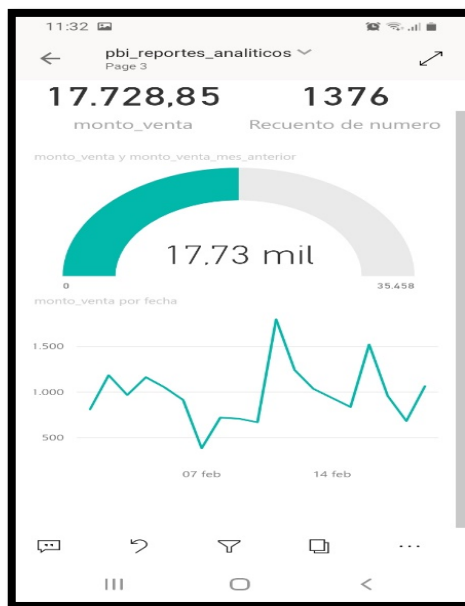 11:32
pbi_reportes_analiticos
Page 3
17.728,85 1376
monto_venta Recuento de numero
monto_venta y monto_venta_mes_anterior
17,73 mil
0 35.458
monto_venta por fecha
1.500
1.000
500
07 feb 14 feb